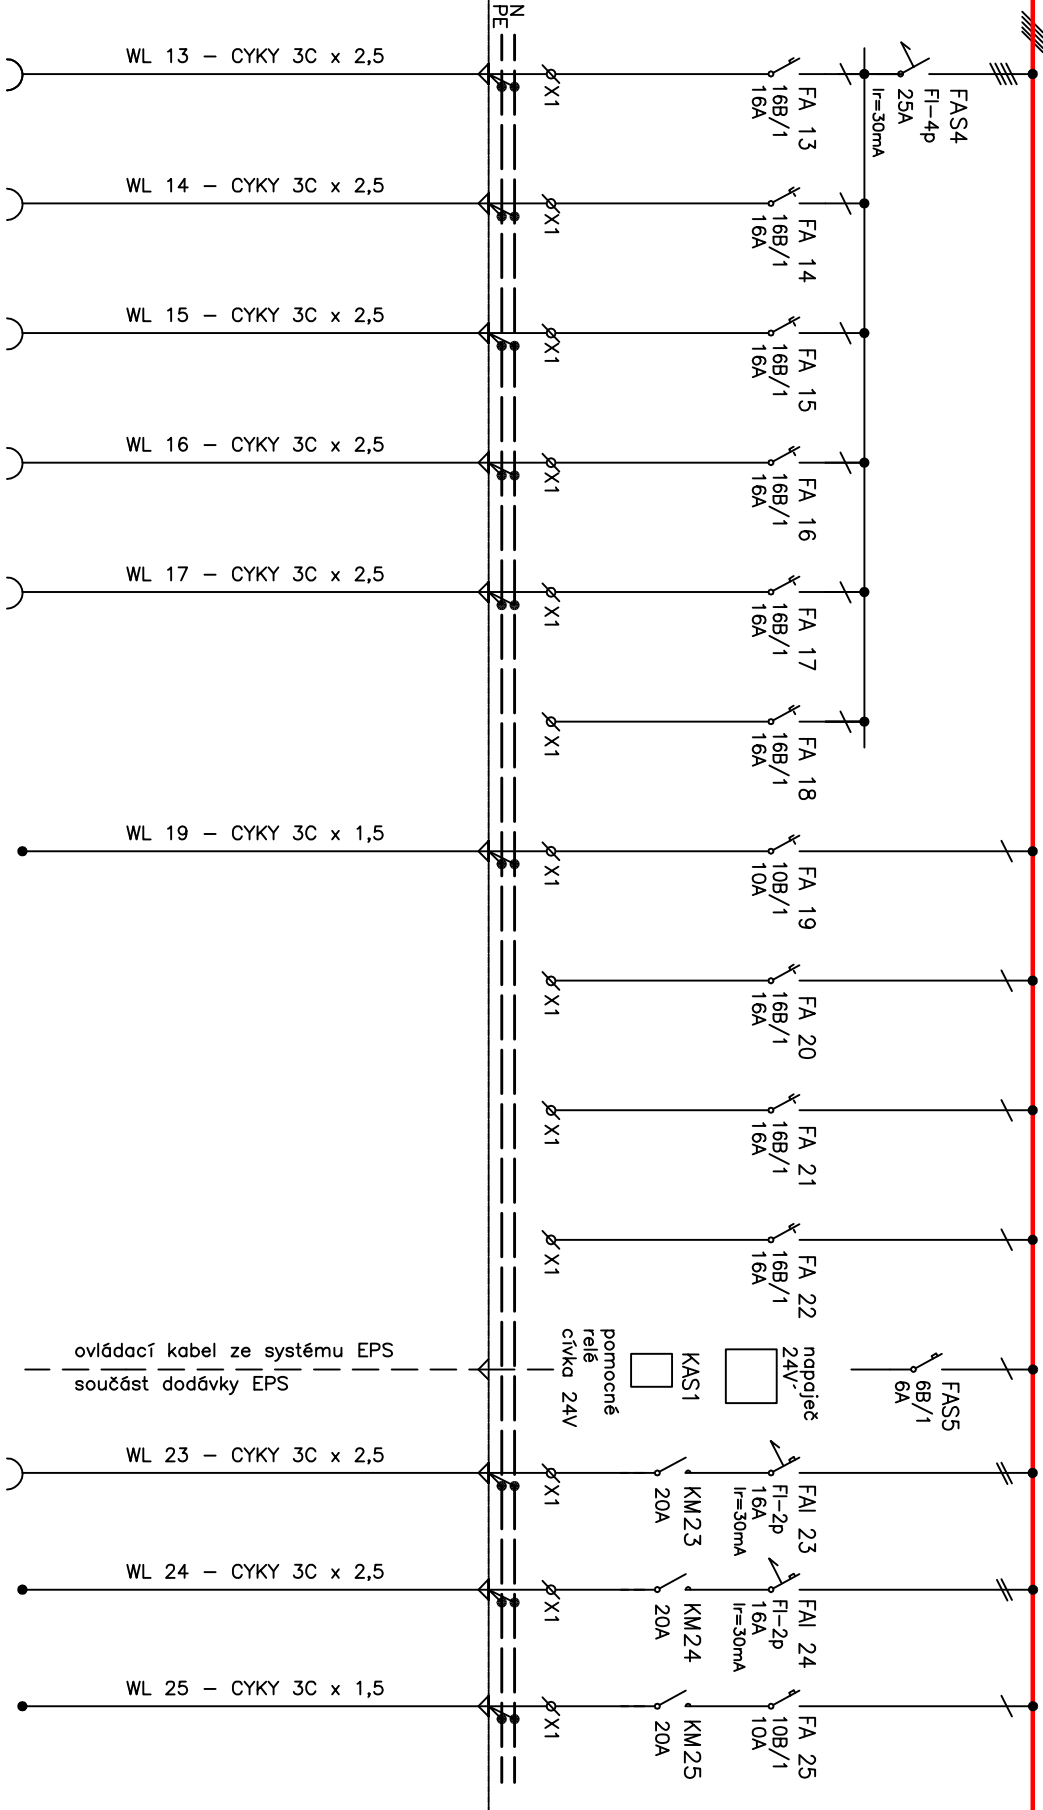 N
PE
FAS4
FI-4p
25A
Ir=30mA
WL 13 - CYKY 3C x 2,5
X1
FA 13
16B/1
16A
WL 14 - CYKY 3C x 2,5
X1
FA 14
16B/1
16A
WL 15 - CYKY 3C x 2,5
X1
FA 15
16B/1
16A
WL 16 - CYKY 3C x 2,5
X1
FA 16
16B/1
16A
WL 17 - CYKY 3C x 2,5
X1
FA 17
16B/1
16A
X1
FA 18
16B/1
16A
WL 19 - CYKY 3C x 1,5
X1
FA 19
10B/1
10A
X1
FA 20
16B/1
16A
X1
FA 21
16B/1
16A
X1
FA 22
16B/1
16A
ovládací kabel ze systému EPS
součást dodávky EPS
pomocné
relé
cívka 24V
KAS1
napaječ
24V-
FAS5
6B/1
6A
WL 23 - CYKY 3C x 2,5
X1
KM23
20A
FAI 23
FI-2p
16A
Ir=30mA
WL 24 - CYKY 3C x 2,5
X1
KM24
20A
FAI 24
FI-2p
16A
Ir=30mA
WL 25 - CYKY 3C x 1,5
X1
KM25
20A
FA 25
10B/1
10A